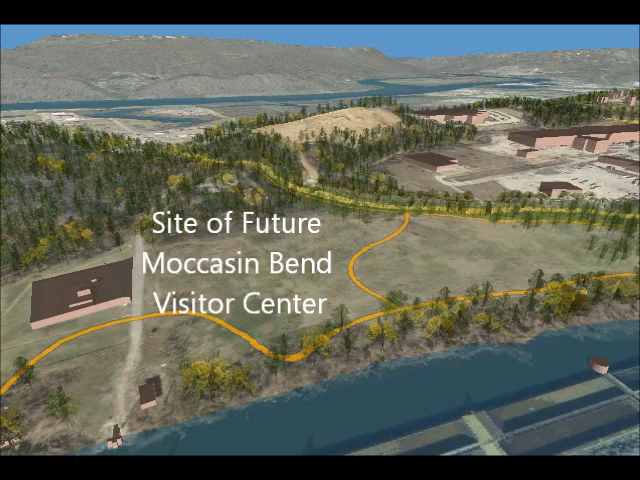 Site of Future
Moccasin Bend
Visitor Center